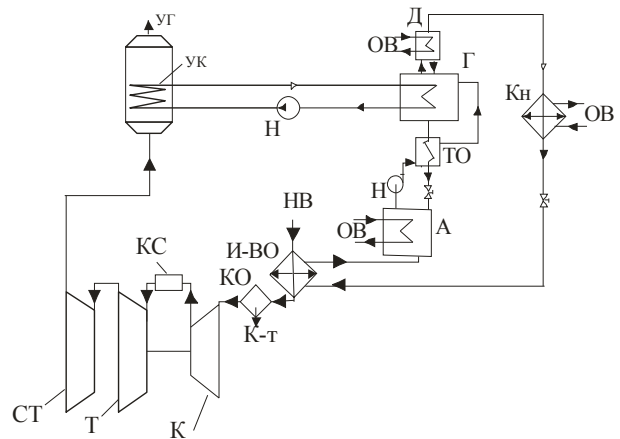 УГ
Д
ОВ
УК
Г
Кн
ОВ
Н
ТО
Н
НВ
ОВ
А
И-ВО
КС
КО
К-т
СТ
Т
К